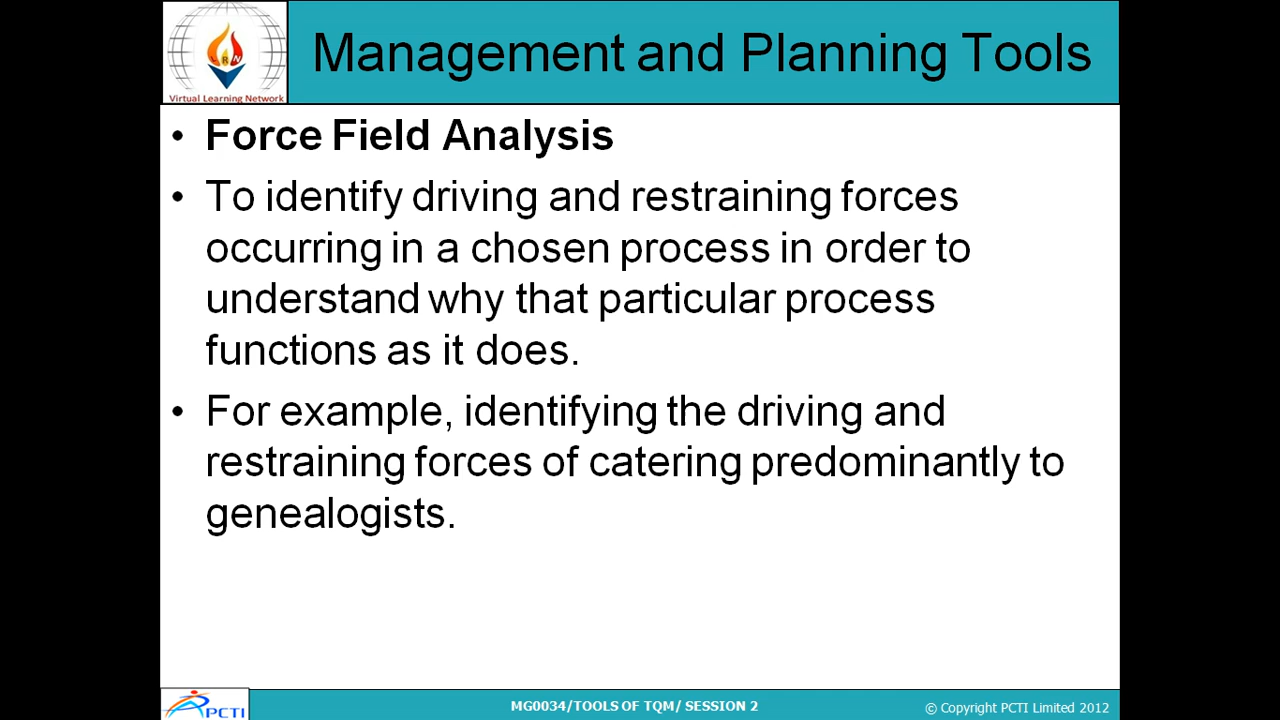 Management and Planning Tools
Virtual Learning Network
• Force Field Analysis
• To identify driving and restraining forces
occurring in a chosen process in order to
understand why that particular process
functions as it does.
• For example, identifying the driving and
restraining forces of catering predominantly to
genealogists.
PCTI
MG0034/TOOLS OF TQM/ SESSION 2
© Copyright PCTI Limited 2012